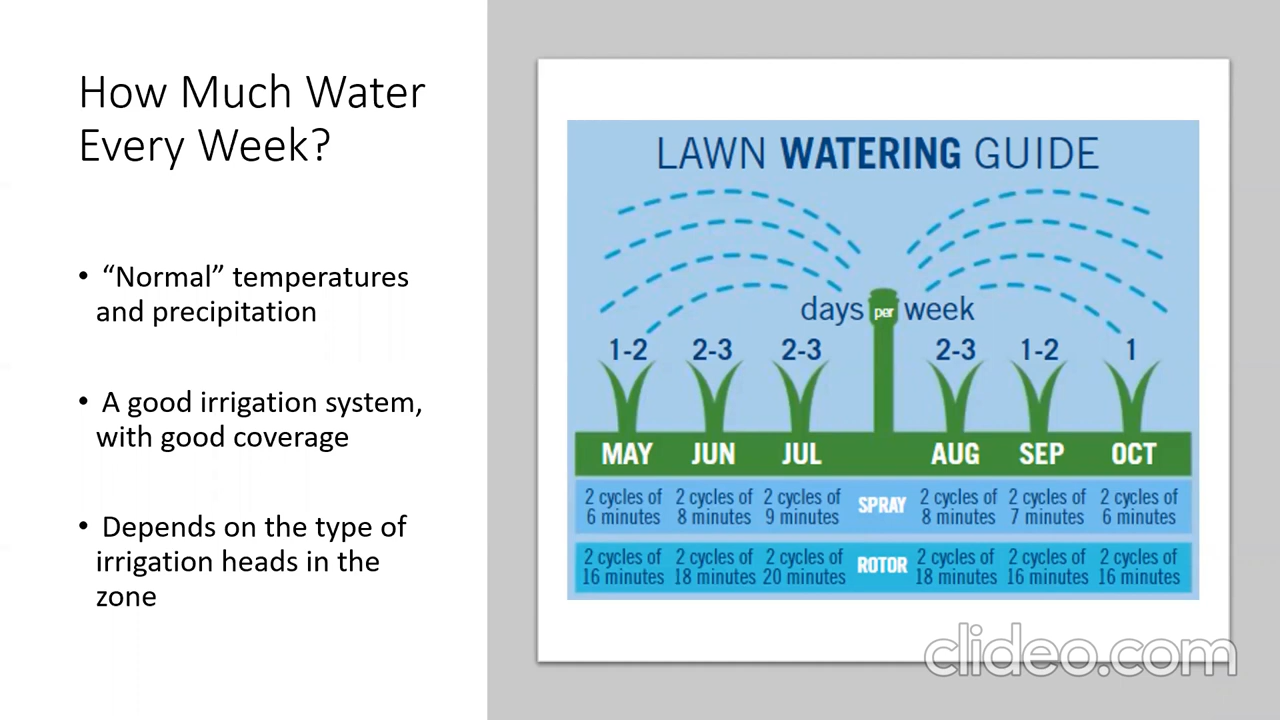 How Much Water
Every Week?
• “Normal” temperatures
and precipitation
• A good irrigation system,
with good coverage
• Depends on the type of
irrigation heads in the
zone
LAWN WATERING GUIDE
days per week
1-2 2-3 2-3 2-3 1-2 1
MAY JUN JUL AUG SEP OCT
2 cycles of 2 cycles of 2 cycles of SPRAY 2 cycles of 2 cycles of 2 cycles of
6 minutes 8 minutes 9 minutes 8 minutes 7 minutes 6 minutes
2 cycles of 2 cycles of 2 cycles of ROTOR 2 cycles of 2 cycles of 2 cycles of
16 minutes 18 minutes 20 minutes 18 minutes 16 minutes 16 minutes
clideo.com